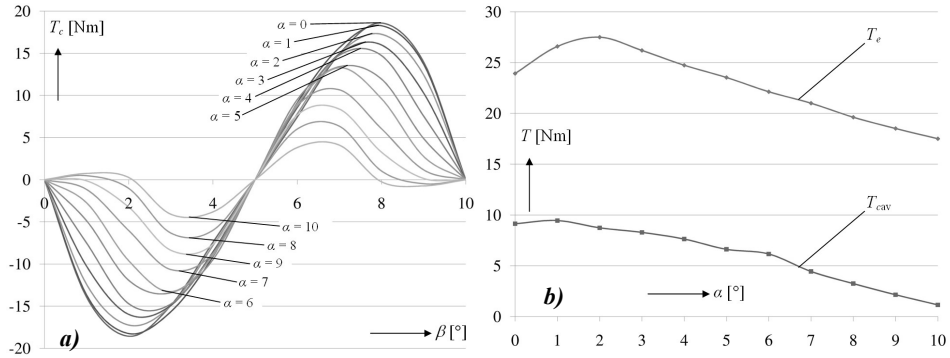 T_c [Nm]
20
15
10
5
0
-5
-10
-15
-20
0
2
4
6
8
10
α = 0
α = 1
α = 2
α = 3
α = 4
α = 5
α = 10
α = 8
α = 9
α = 7
α = 6
β [°]
a)
30
25
20
15
10
5
0
T_e
T [Nm]
T_cav
α [°]
b)
0 1 2 3 4 5 6 7 8 9 10